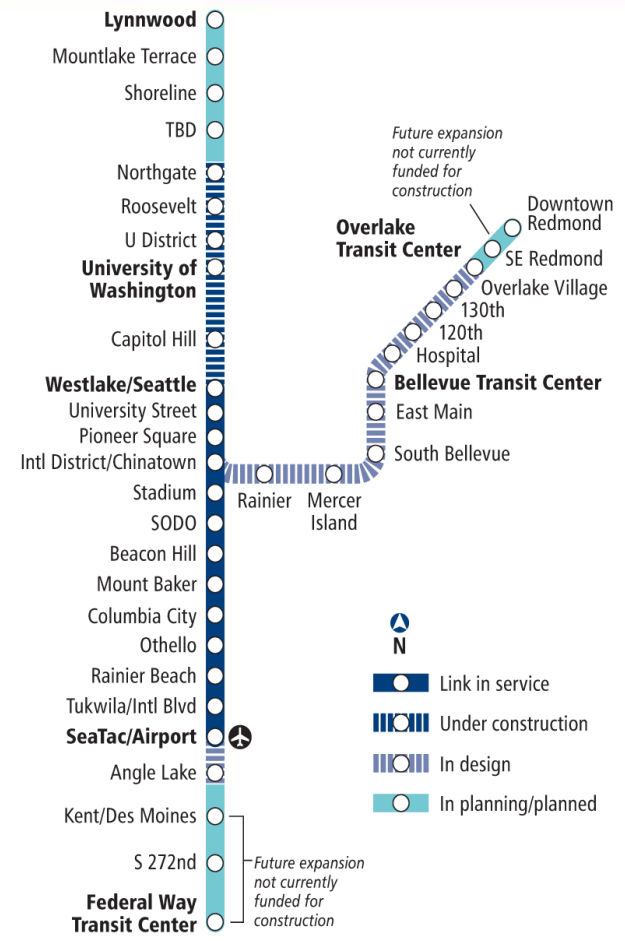 Lynnwood
Mountlake Terrace
Shoreline
TBD
Northgate
Roosevelt
U District
University of
Washington
Capitol Hill
Westlake/Seattle
University Street
Pioneer Square
Intl District/Chinatown
Stadium
SODO
Beacon Hill
Mount Baker
Columbia City
Othello
Rainier Beach
Tukwila/Intl Blvd
SeaTac/Airport
Angle Lake
Kent/Des Moines
S 272nd
Federal Way
Transit Center
Future expansion
not currently
funded for
construction
Rainier
Mercer
Island
South Bellevue
East Main
Bellevue Transit Center
Hospital
120th
130th
Overlake Village
Overlake
Transit Center
SE Redmond
Downtown
Redmond
Future expansion
not currently
funded for
construction
N
Link in service
Under construction
In design
In planning/planned